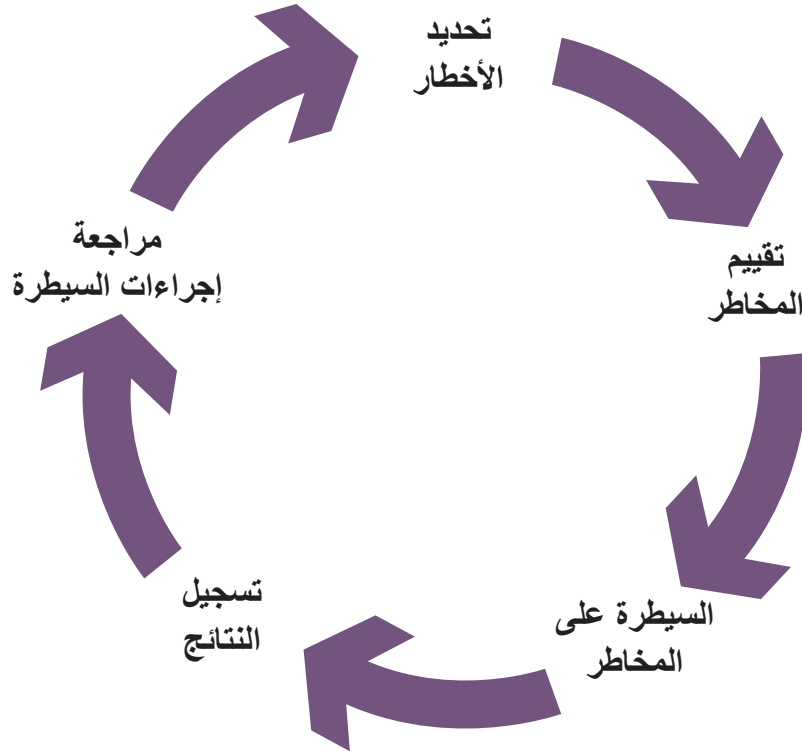 تحديد
الأخطار
تقييم
المخاطر
السيطرة على
المخاطر
تسجيل
النتائج
مراجعة
إجراءات السيطرة